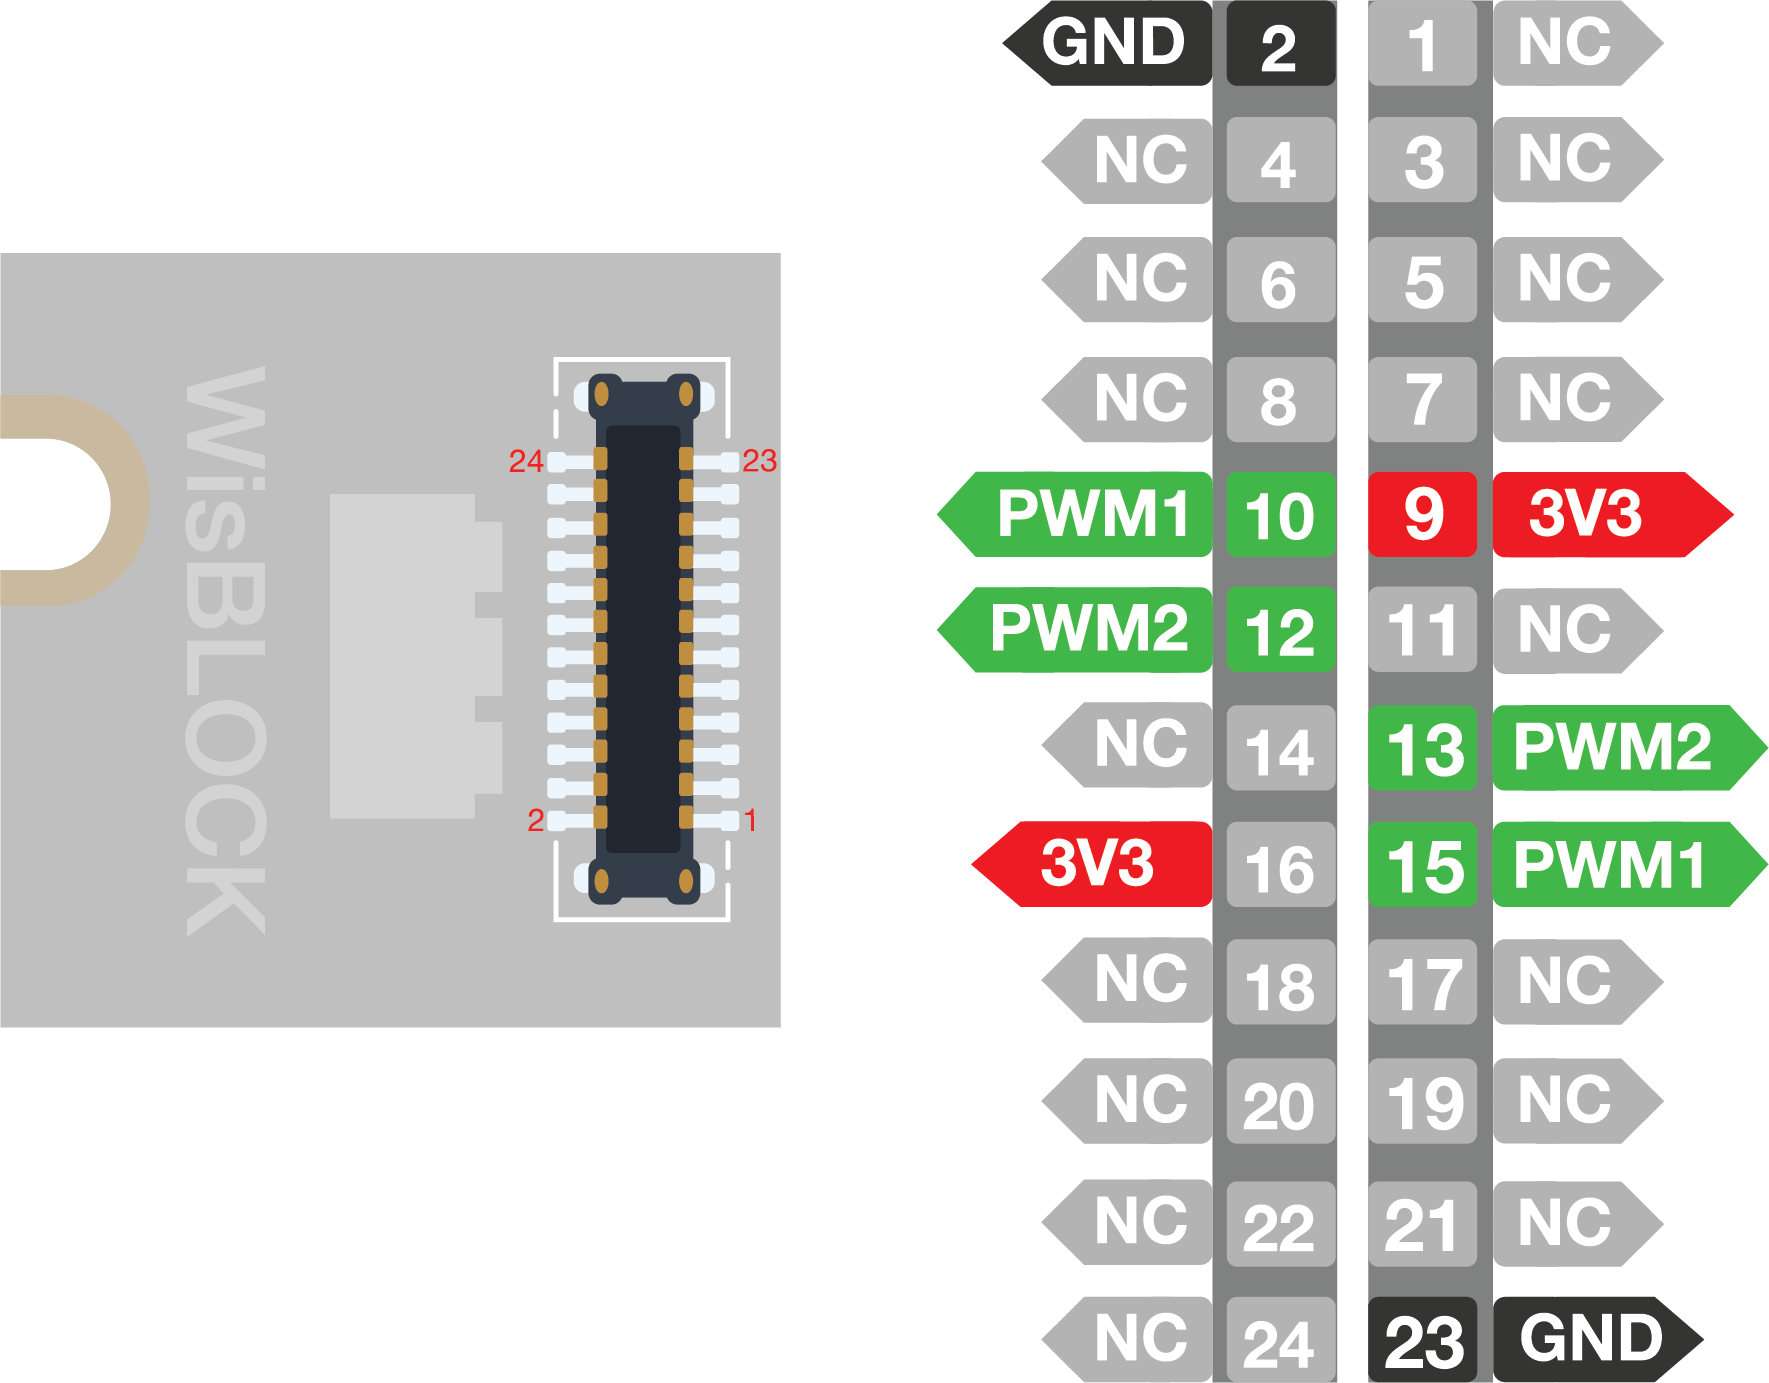 WisBLOCK
24 23
2 1
GND 2 1 NC
NC 4 3 NC
NC 6 5 NC
NC 8 7 NC
PWM1 10 9 3V3
PWM2 12 11 NC
NC 14 13 PWM2
3V3 16 15 PWM1
NC 18 17 NC
NC 20 19 NC
NC 22 21 NC
NC 24 23 GND